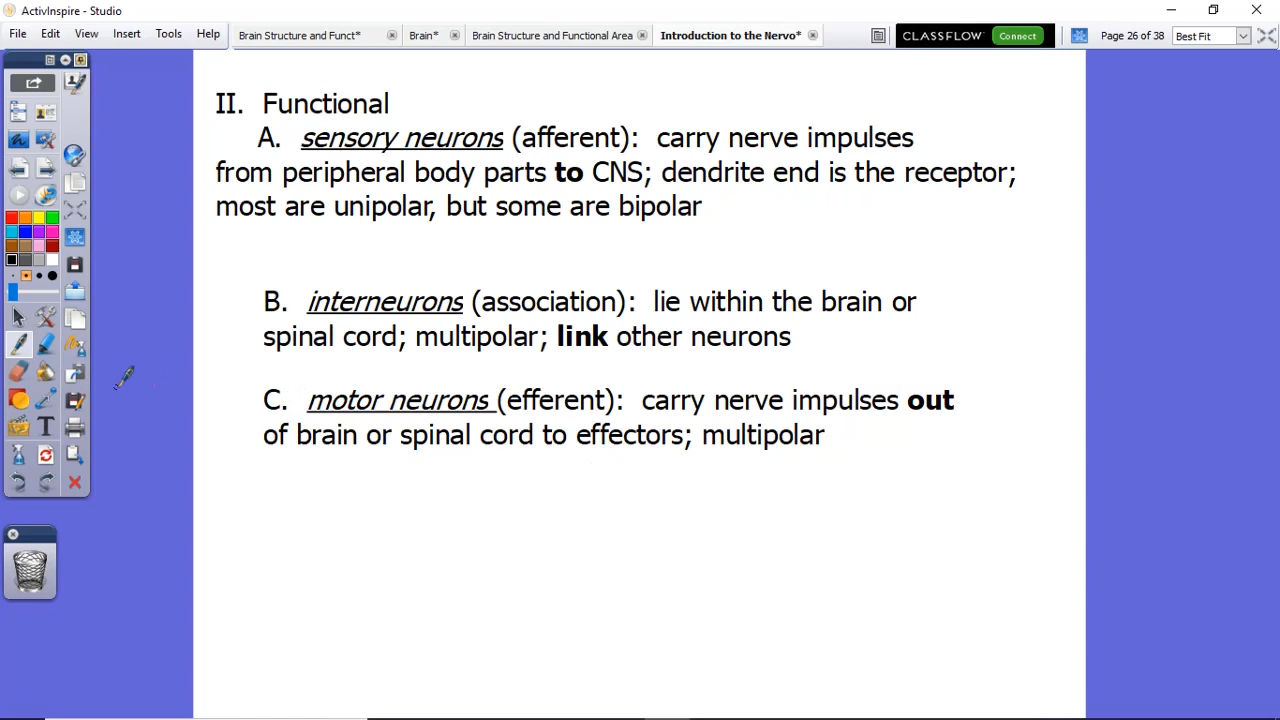 ActivInspire - Studio
File Edit View Insert Tools Help
Brain Structure and Funct* Brain* Brain Structure and Functional Area Introduction to the Nervo*
CLASSFLOW Connect
Page 26 of 38 Best Fit
II. Functional
A. sensory neurons (afferent): carry nerve impulses
from peripheral body parts to CNS; dendrite end is the receptor;
most are unipolar, but some are bipolar
B. interneurons (association): lie within the brain or
spinal cord; multipolar; link other neurons
C. motor neurons (efferent): carry nerve impulses out
of brain or spinal cord to effectors; multipolar